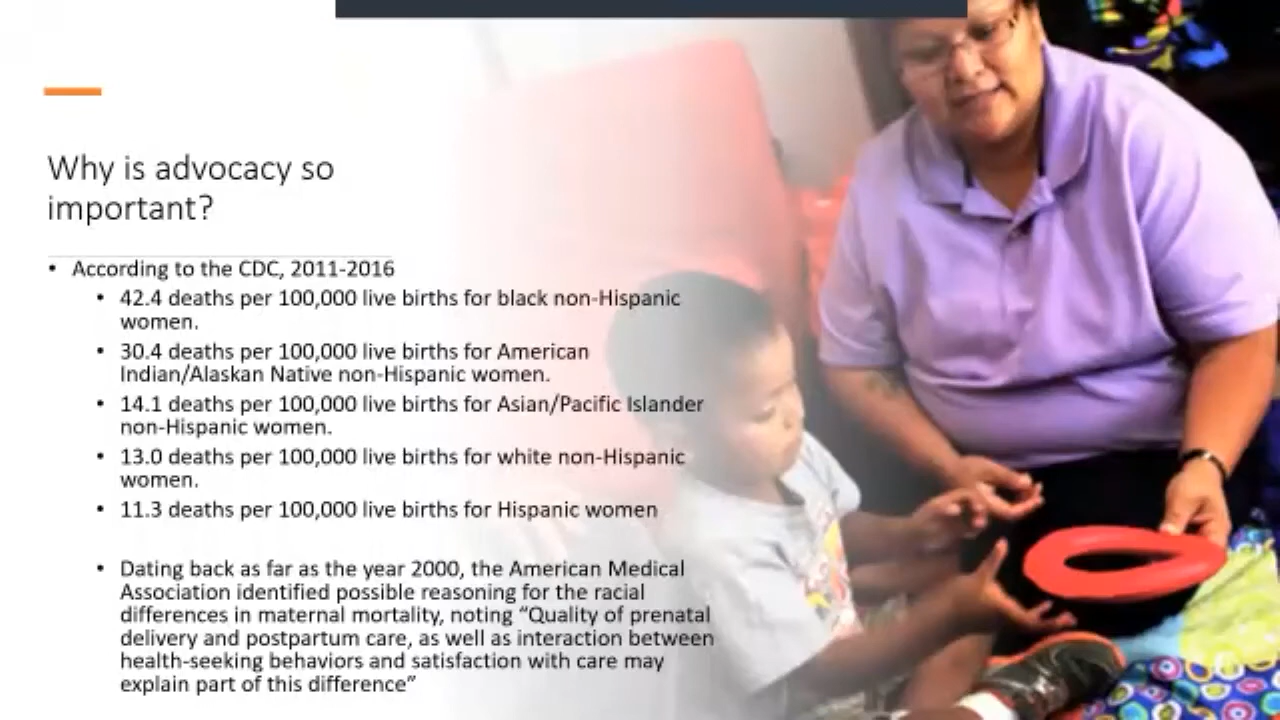 Why is advocacy so
important?
• According to the CDC, 2011-2016
• 42.4 deaths per 100,000 live births for black non-Hispanic
women.
• 30.4 deaths per 100,000 live births for American
Indian/Alaskan Native non-Hispanic women.
• 14.1 deaths per 100,000 live births for Asian/Pacific Islander
non-Hispanic women.
• 13.0 deaths per 100,000 live births for white non-Hispanic
women.
• 11.3 deaths per 100,000 live births for Hispanic women
• Dating back as far as the year 2000, the American Medical
Association identified possible reasoning for the racial
differences in maternal mortality, noting “Quality of prenatal
delivery and postpartum care, as well as interaction between
health-seeking behaviors and satisfaction with care may
explain part of this difference”